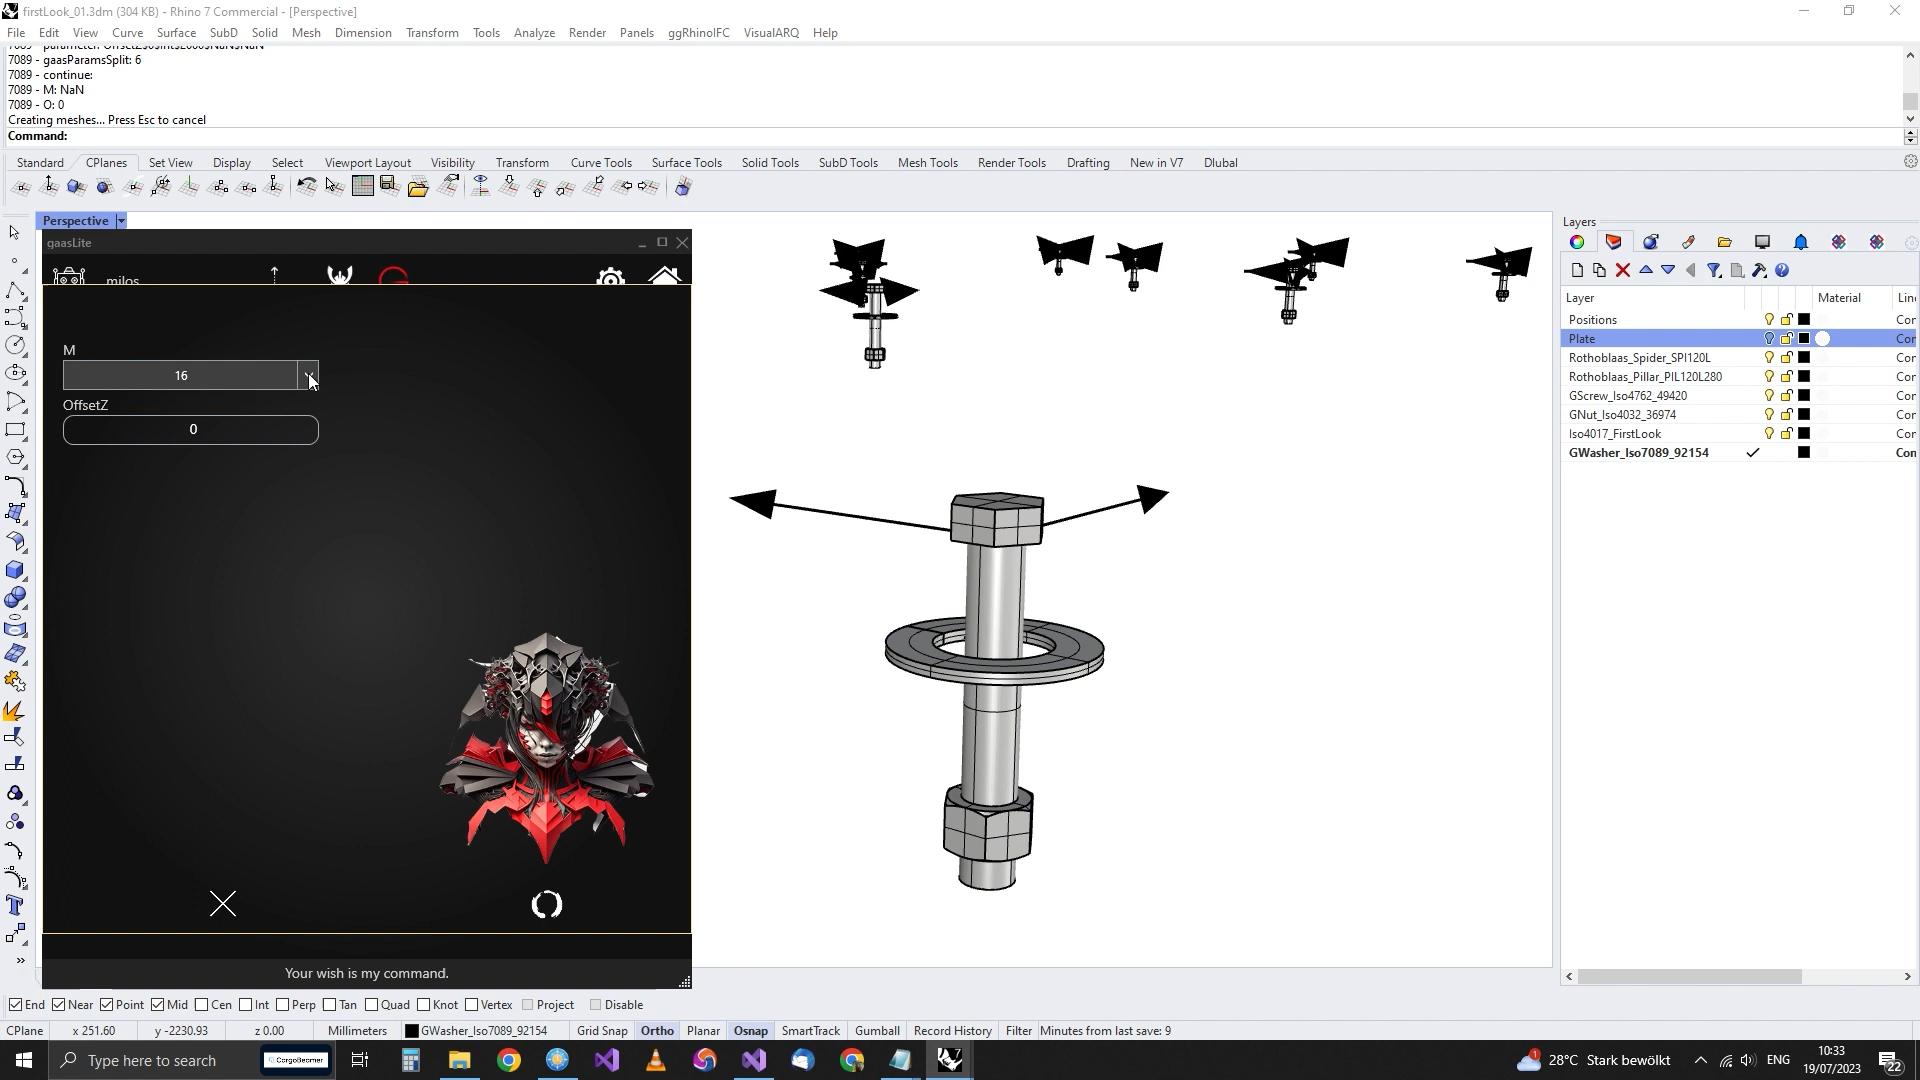 firstLook_01.3dm (304 KB) - Rhino 7 Commercial - [Perspective]
File Edit View Curve Surface SubD Solid Mesh Dimension Transform Tools Analyze Render Panels ggRhinoIFC VisualARQ Help
7089 - gaasParamsSplit: 6
7089 - continue:
7089 - M: NaN
7089 - O: 0
Creating meshes... Press Esc to cancel
Command:
Standard CPlanes Set View Display Select Viewport Layout Visibility Transform Curve Tools Surface Tools Solid Tools SubD Tools Mesh Tools Render Tools Drafting New in V7 Dlubal
Perspective
gaasLite
milos
M
16
OffsetZ
0
Your wish is my command.
Layers
Layer Material
Positions
Plate
Rothoblaas_Spider_SPI120L
Rothoblaas_Pillar_PIL120L280
GScrew_Iso4762_49420
GNut_Iso4032_36974
Iso4017_FirstLook
GWasher_Iso7089_92154
End Near Point Mid Cen Int Perp Tan Quad Knot Vertex Project Disable
CPlane x 251.60 y -2230.93 z 0.00 Millimeters GWasher_Iso7089_92154 Grid Snap Ortho Planar Osnap SmartTrack Gumball Record History Filter Minutes from last save: 9
Type here to search
CorgoBeamer
28°C Stark bewölkt
ENG
10:33
19/07/2023
22